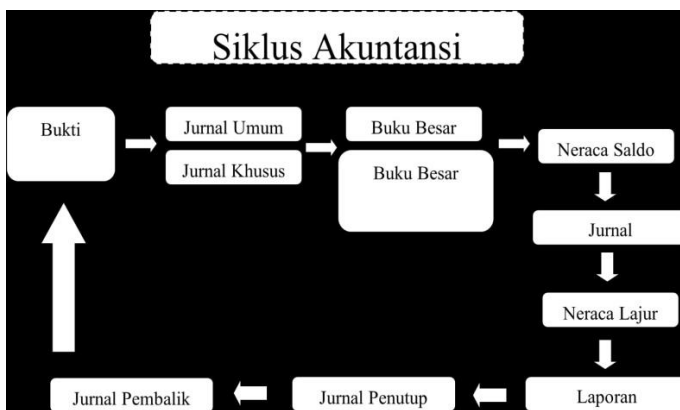 Siklus Akuntansi
Bukti
Jurnal Umum
Jurnal Khusus
Buku Besar
Buku Besar
Neraca Saldo
Jurnal
Neraca Lajur
Laporan
Jurnal Penutup
Jurnal Pembalik